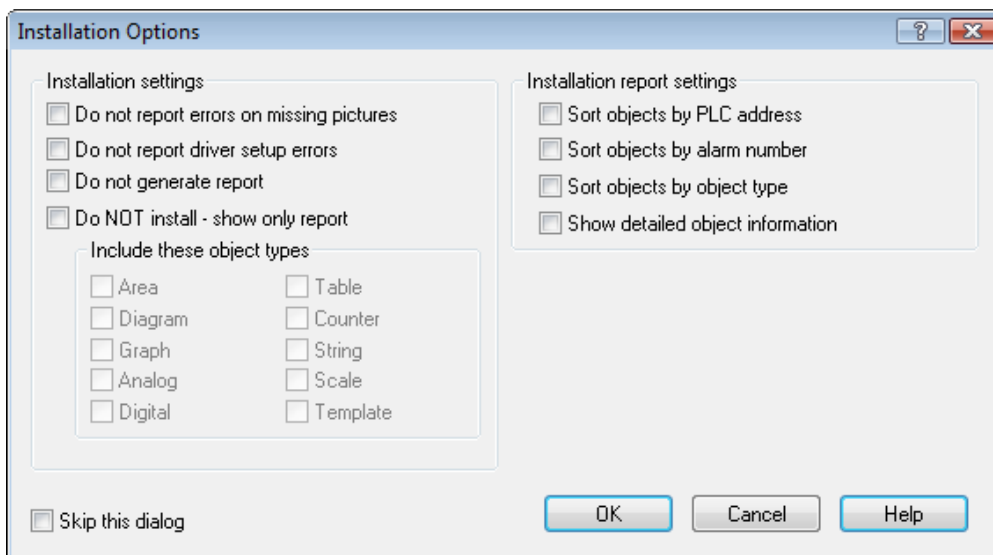 Installation Options
Installation settings
Do not report errors on missing pictures
Do not report driver setup errors
Do not generate report
Do NOT install - show only report
Include these object types
Area
Table
Diagram
Counter
Graph
String
Analog
Scale
Digital
Template
Installation report settings
Sort objects by PLC address
Sort objects by alarm number
Sort objects by object type
Show detailed object information
Skip this dialog
OK
Cancel
Help